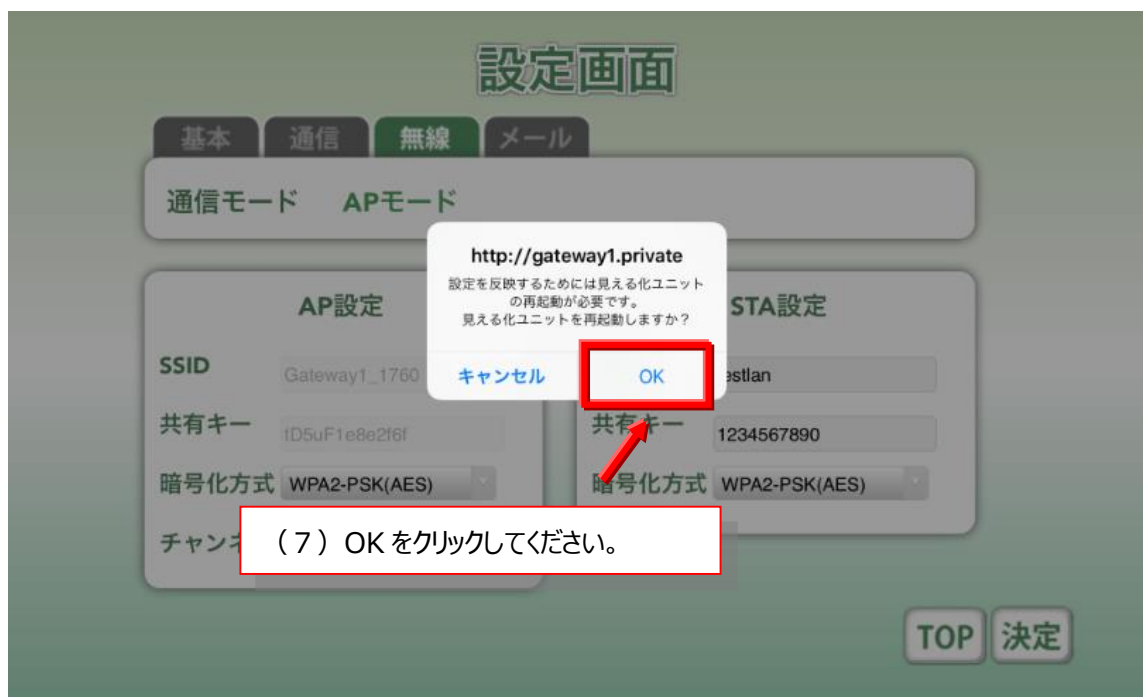 設定画面
基本 通信 無線 メール
通信モード APモード
http://gateway1.private
設定を反映するためには見える化ユニット
の再起動が必要です。
見える化ユニットを再起動しますか？
キャンセル OK
AP設定
SSID Gateway1_1760
共有キー tD5uF1e8e2f6f
暗号化方式 WPA2-PSK(AES)
チャンネ
STA設定
estlan
共有キー 1234567890
暗号化方式 WPA2-PSK(AES)
（７）OK をクリックしてください。
TOP 決定